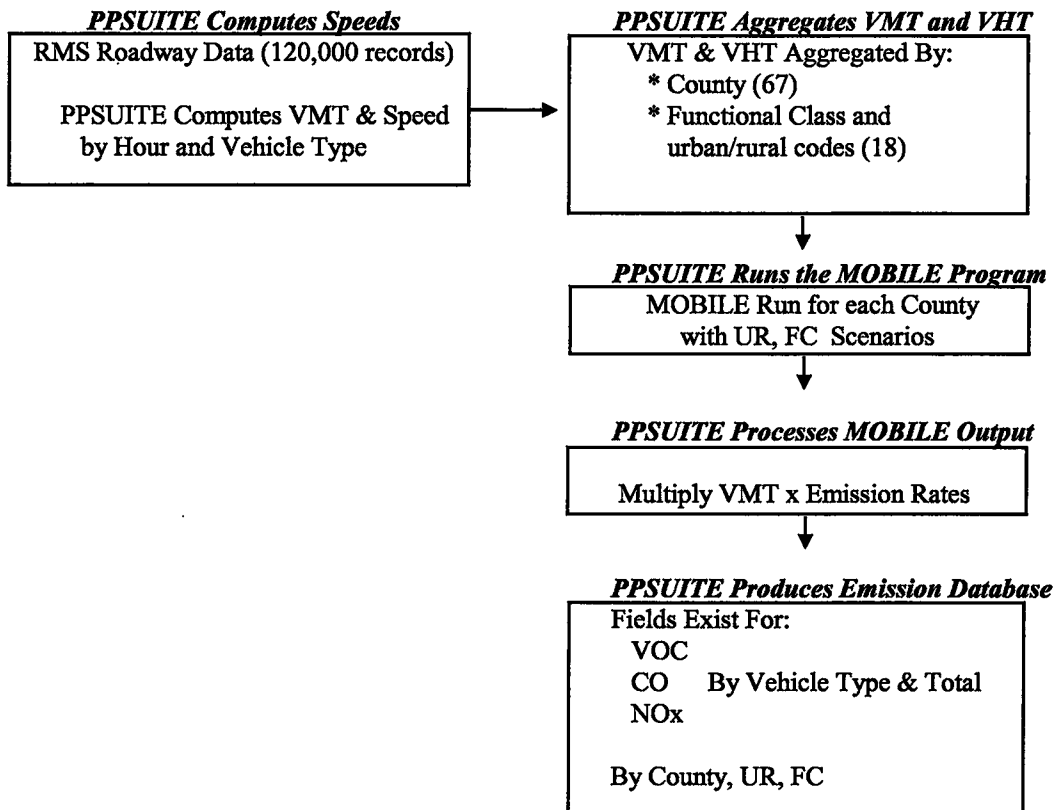 PPSUITE Computes Speeds
RMS Roadway Data (120,000 records)
PPSUITE Computes VMT & Speed
by Hour and Vehicle Type
PPSUITE Aggregates VMT and VHT
VMT & VHT Aggregated By:
* County (67)
* Functional Class and
urban/rural codes (18)
PPSUITE Runs the MOBILE Program
MOBILE Run for each County
with UR, FC Scenarios
PPSUITE Processes MOBILE Output
Multiply VMT x Emission Rates
PPSUITE Produces Emission Database
Fields Exist For:
VOC
CO By Vehicle Type & Total
NOx
By County, UR, FC